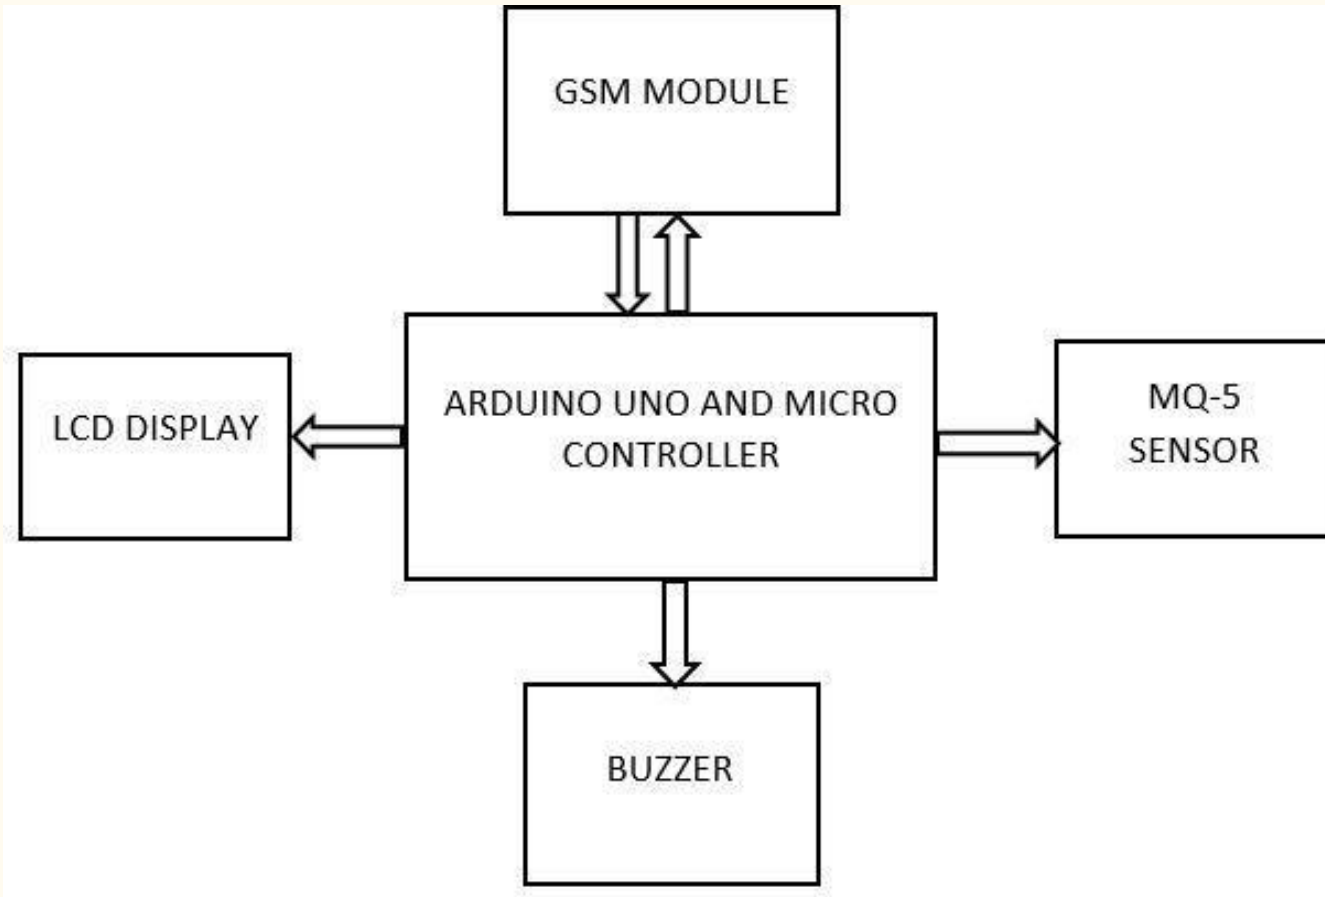 GSM MODULE
LCD DISPLAY
ARDUINO UNO AND MICRO
CONTROLLER
MQ-5
SENSOR
BUZZER